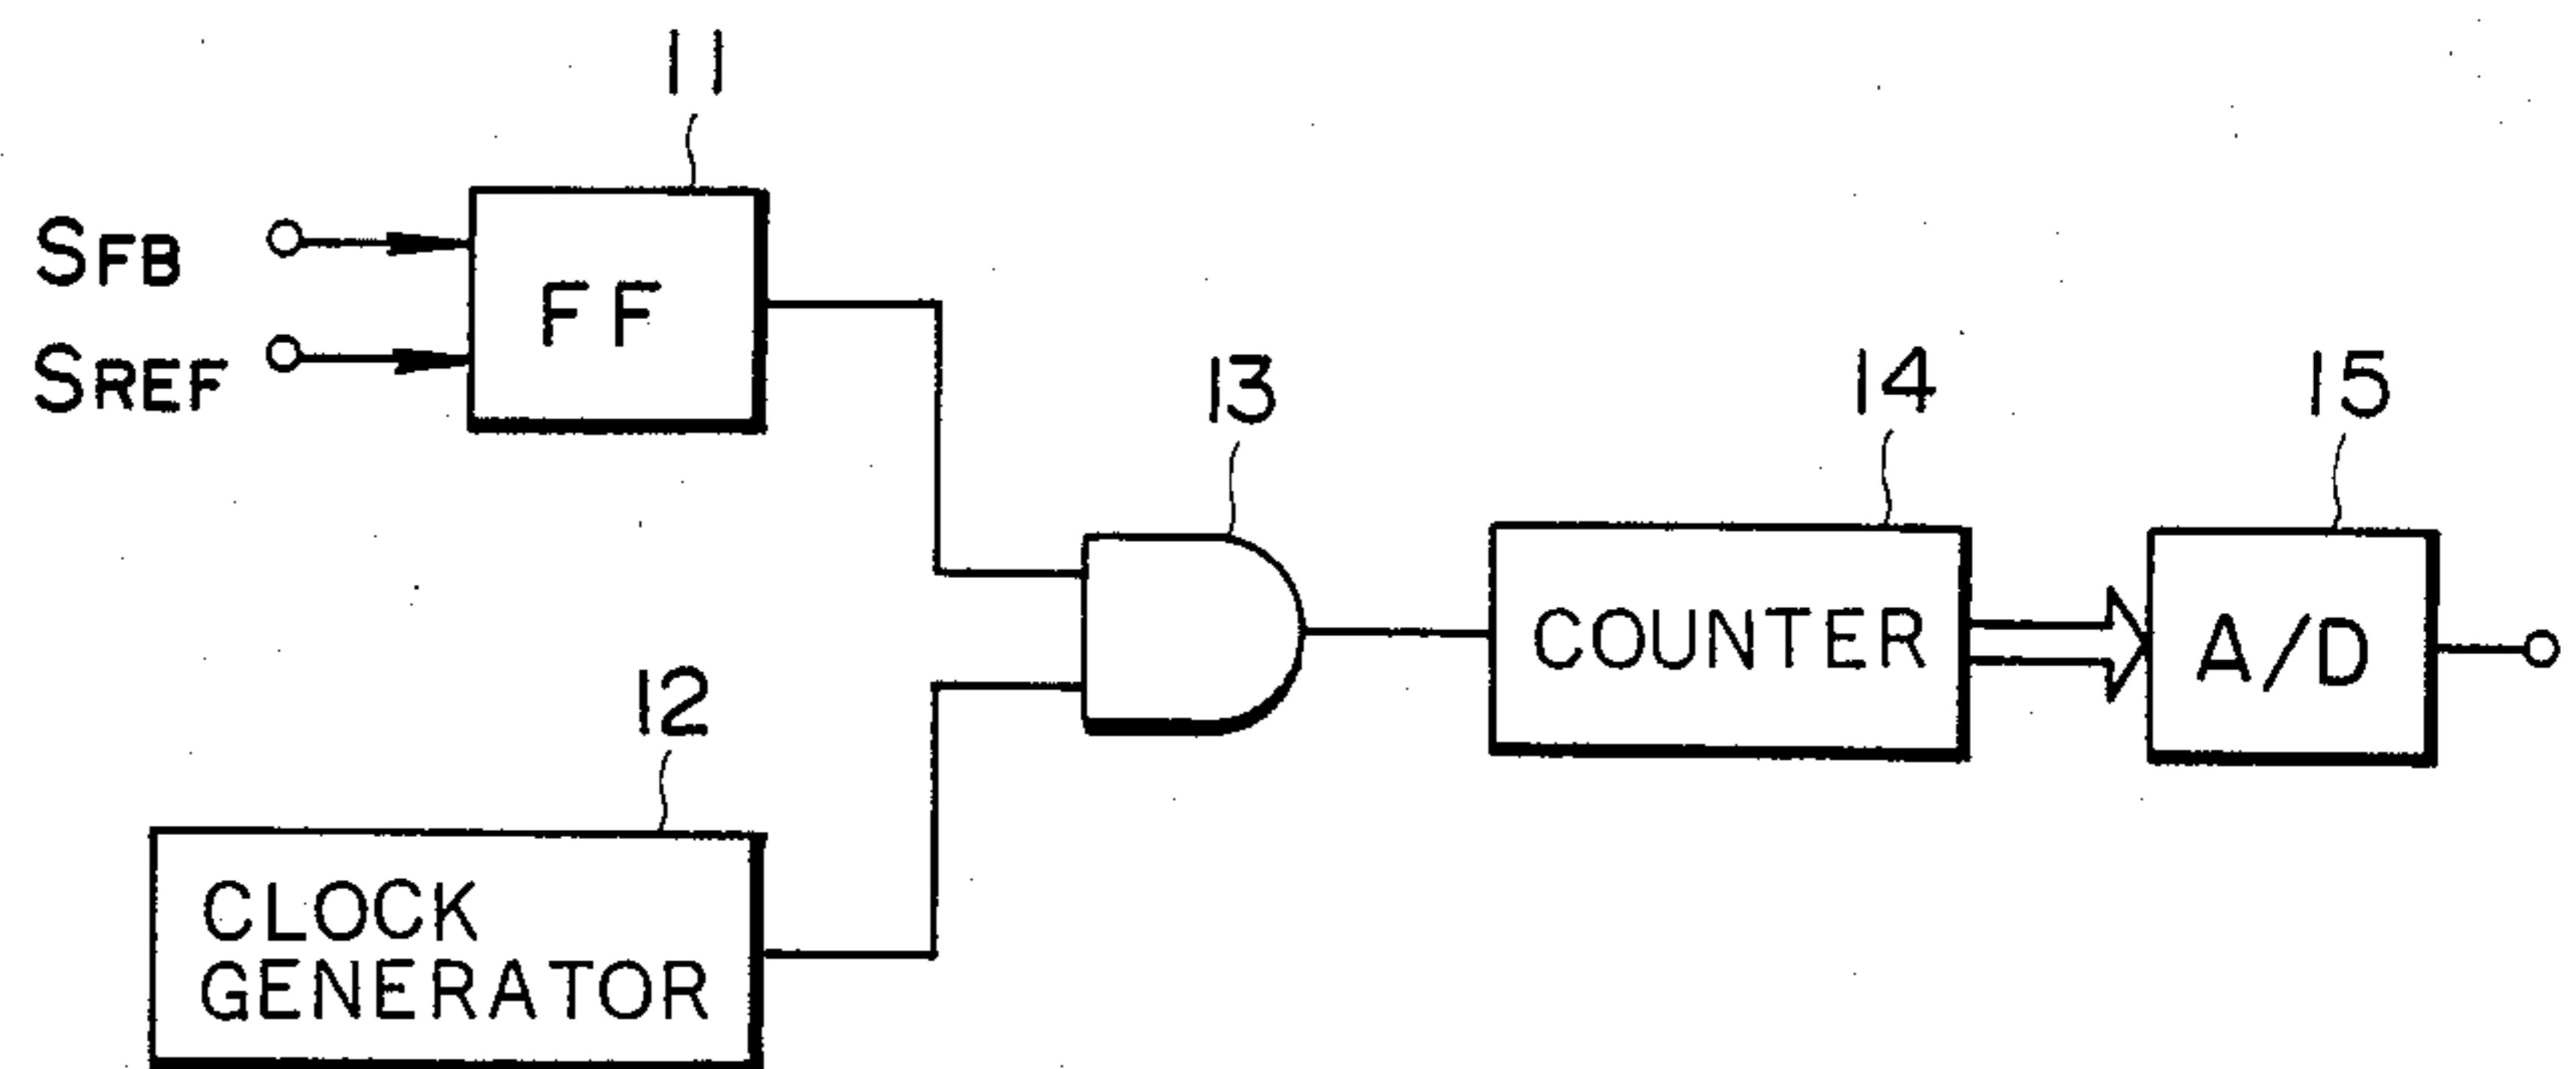 11
SFB
FF
SREF
13
14
15
COUNTER
A/D
12
CLOCK
GENERATOR